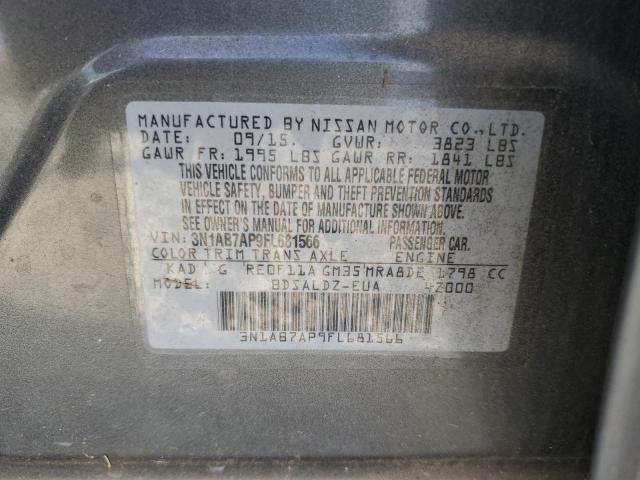 MANUFACTURED BY NISSAN MOTOR CO.,LTD.
DATE: 09/15. GVWR: 3823 LBS
GAWR FR: 1995 LBS GAWR RR: 1841 LBS
THIS VEHICLE CONFORMS TO ALL APPLICABLE FEDERAL MOTOR
VEHICLE SAFETY, BUMPER AND THEFT PREVENTION STANDARDS
IN EFFECT ON THE DATE OF MANUFACTURE SHOWN ABOVE.
SEE OWNER'S MANUAL FOR ADDITIONAL INFORMATION.
VIN: 3N1AB7AP9FL681566 PASSENGER CAR.
COLOR TRIM TRANS AXLE ENGINE
KAD G RE0F11A GM35 MRA8DE 1798 CC
MODEL: BDSALDZ-EUA 42000
3N1AB7AP9FL681566